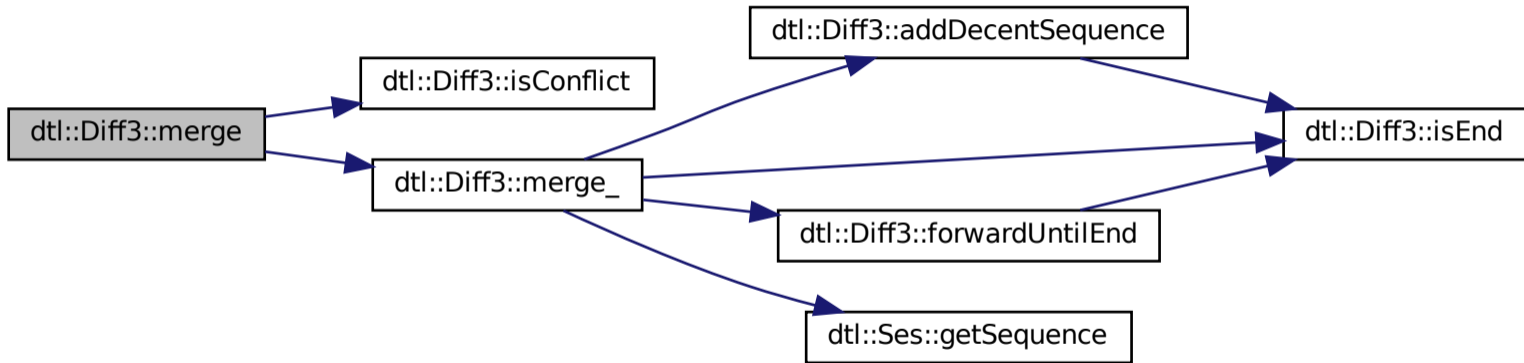 dtl::Diff3::merge
dtl::Diff3::isConflict
dtl::Diff3::merge_
dtl::Diff3::addDecentSequence
dtl::Diff3::isEnd
dtl::Diff3::forwardUntilEnd
dtl::Ses::getSequence